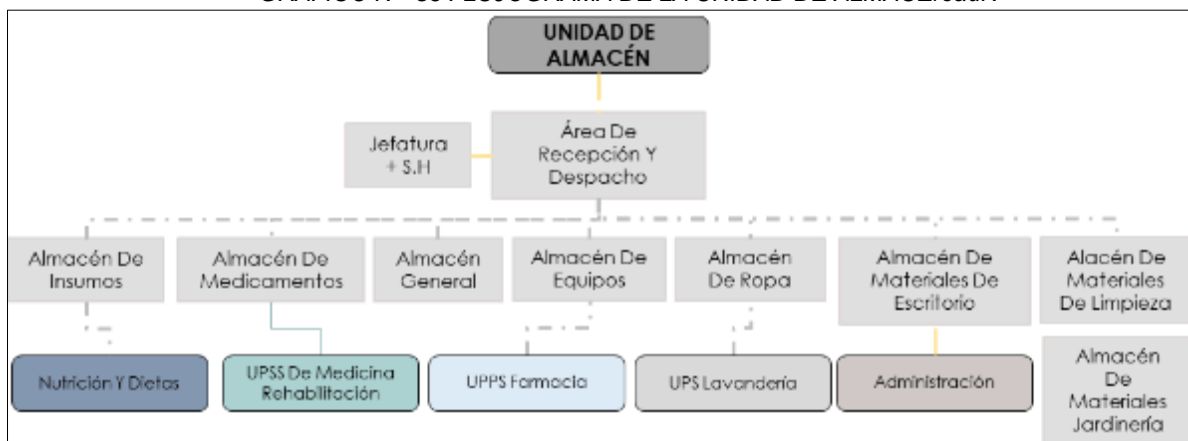 UNIDAD DE
ALMACÉN
Jefatura
+ S.H
Área De
Recepción Y
Despacho
Almacén De
Insumos
Almacén De
Medicamentos
Almacén
General
Almacén De
Equipos
Almacén
De Ropa
Almacén De
Materiales De
Escritorio
Alacén De
Materiales
De Limpieza
Nutrición Y Dietas
UPSS De Medicina
Rehabilitación
UPPS Farmacia
UPS Lavandería
Administración
Almacén
De
Materiales
Jardinería